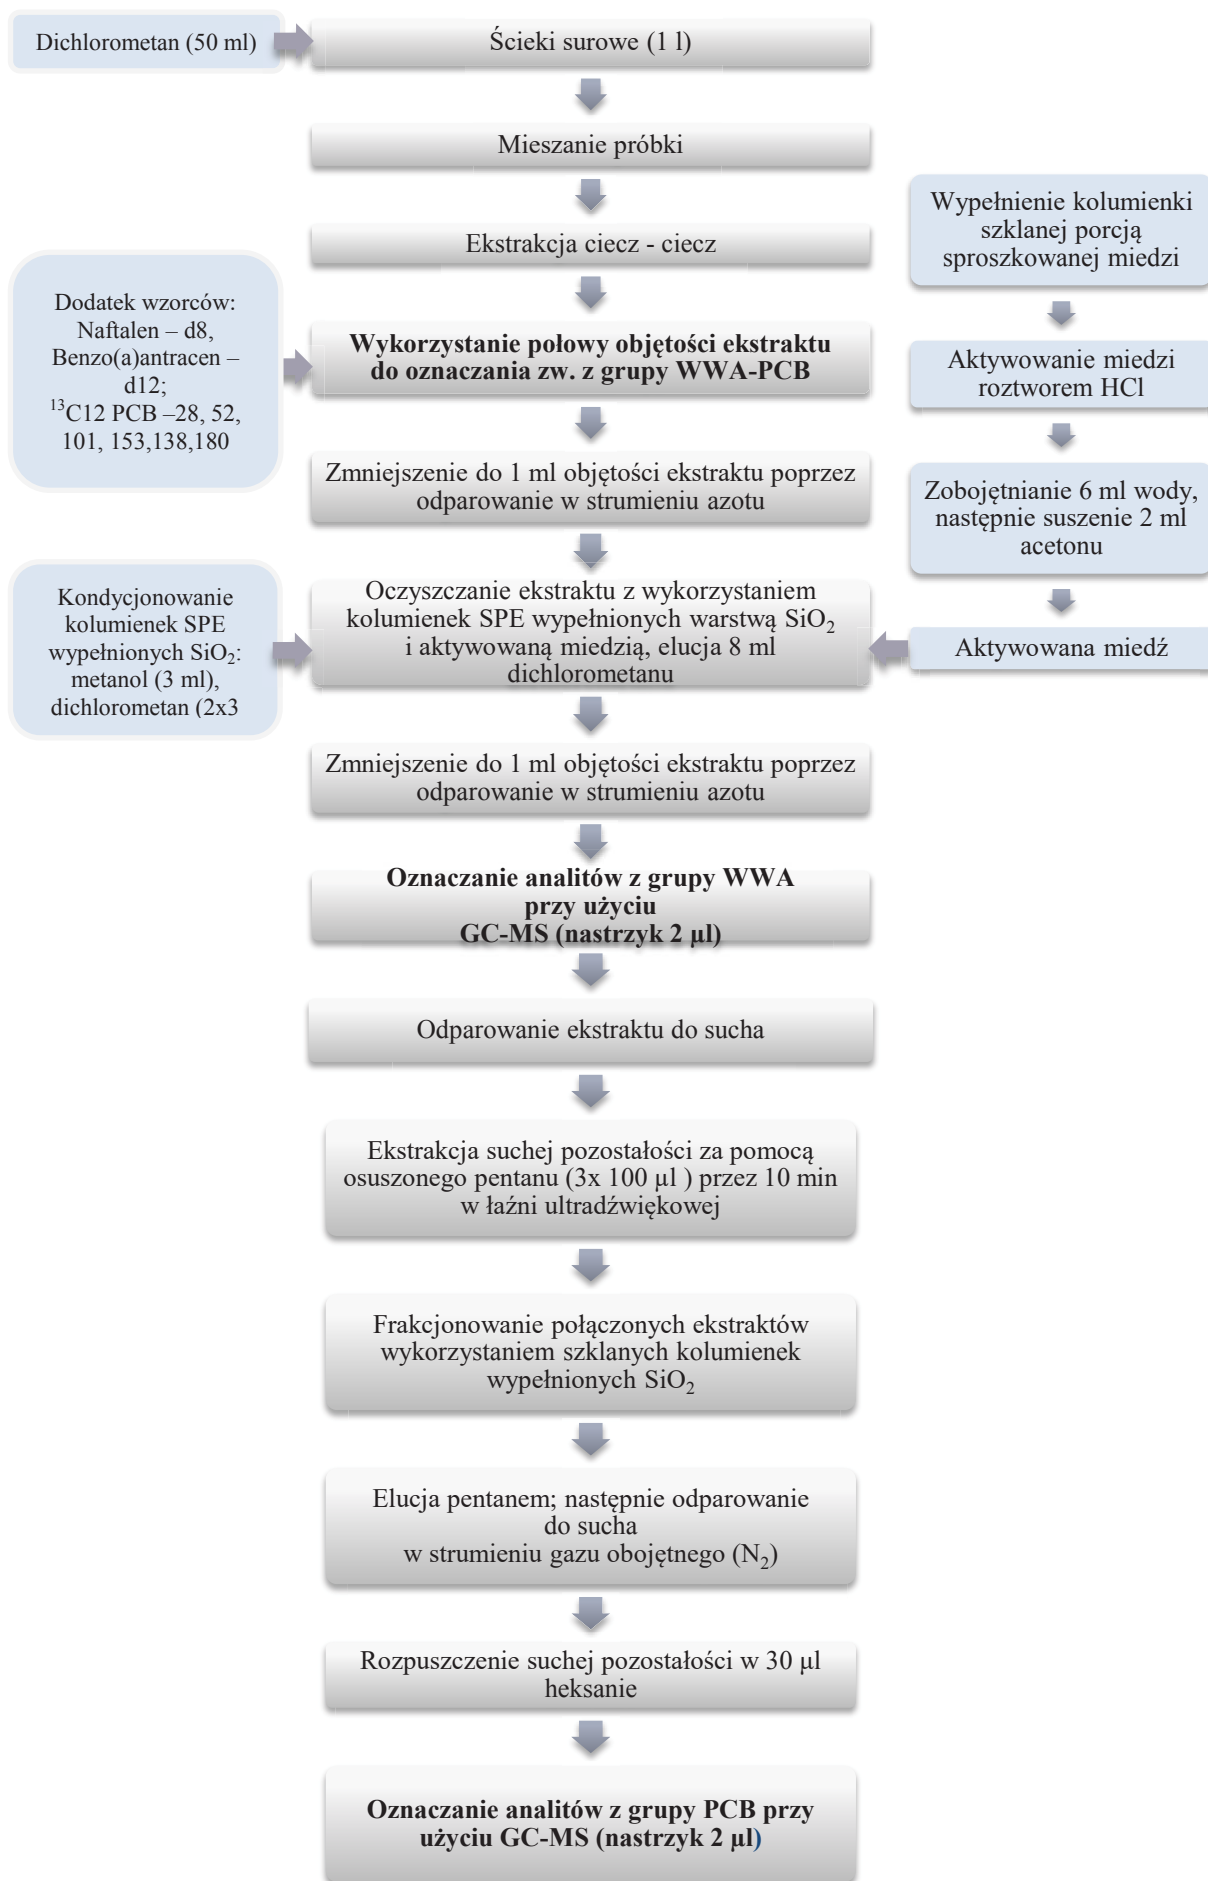 Dichlorometan (50 ml)
Ścieki surowe (1 l)
Mieszanie próbki
Ekstrakcja ciecz - ciecz
Wypełnienie kolumienki
szklanej porcją
sproszkowanej miedzi
Dodatek wzorców:
Naftalen – d8,
Benzo(a)antracen –
d12;
¹³C12 PCB –28, 52,
101, 153,138,180
Wykorzystanie połowy objętości ekstraktu
do oznaczania zw. z grupy WWA-PCB
Aktywowanie miedzi
roztworem HCl
Zmniejszenie do 1 ml objętości ekstraktu poprzez
odparowanie w strumieniu azotu
Zobojętnianie 6 ml wody,
następnie suszenie 2 ml
acetonu
Kondycjonowanie
kolumienek SPE
wypełnionych SiO₂:
metanol (3 ml),
dichlorometan (2x3
Oczyszczanie ekstraktu z wykorzystaniem
kolumienek SPE wypełnionych warstwą SiO₂
i aktywowaną miedzią, elucja 8 ml
dichlorometanu
Aktywowana miedź
Zmniejszenie do 1 ml objętości ekstraktu poprzez
odparowanie w strumieniu azotu
Oznaczanie analitów z grupy WWA
przy użyciu
GC-MS (nastrzyk 2 µl)
Odparowanie ekstraktu do sucha
Ekstrakcja suchej pozostałości za pomocą
osuszonego pentanu (3x 100 µl ) przez 10 min
w łaźni ultradźwiękowej
Frakcjonowanie połączonych ekstraktów
wykorzystaniem szklanych kolumienek
wypełnionych SiO₂
Elucja pentanem; następnie odparowanie
do sucha
w strumieniu gazu obojętnego (N₂)
Rozpuszczenie suchej pozostałości w 30 µl
heksanie
Oznaczanie analitów z grupy PCB przy
użyciu GC-MS (nastrzyk 2 µl)